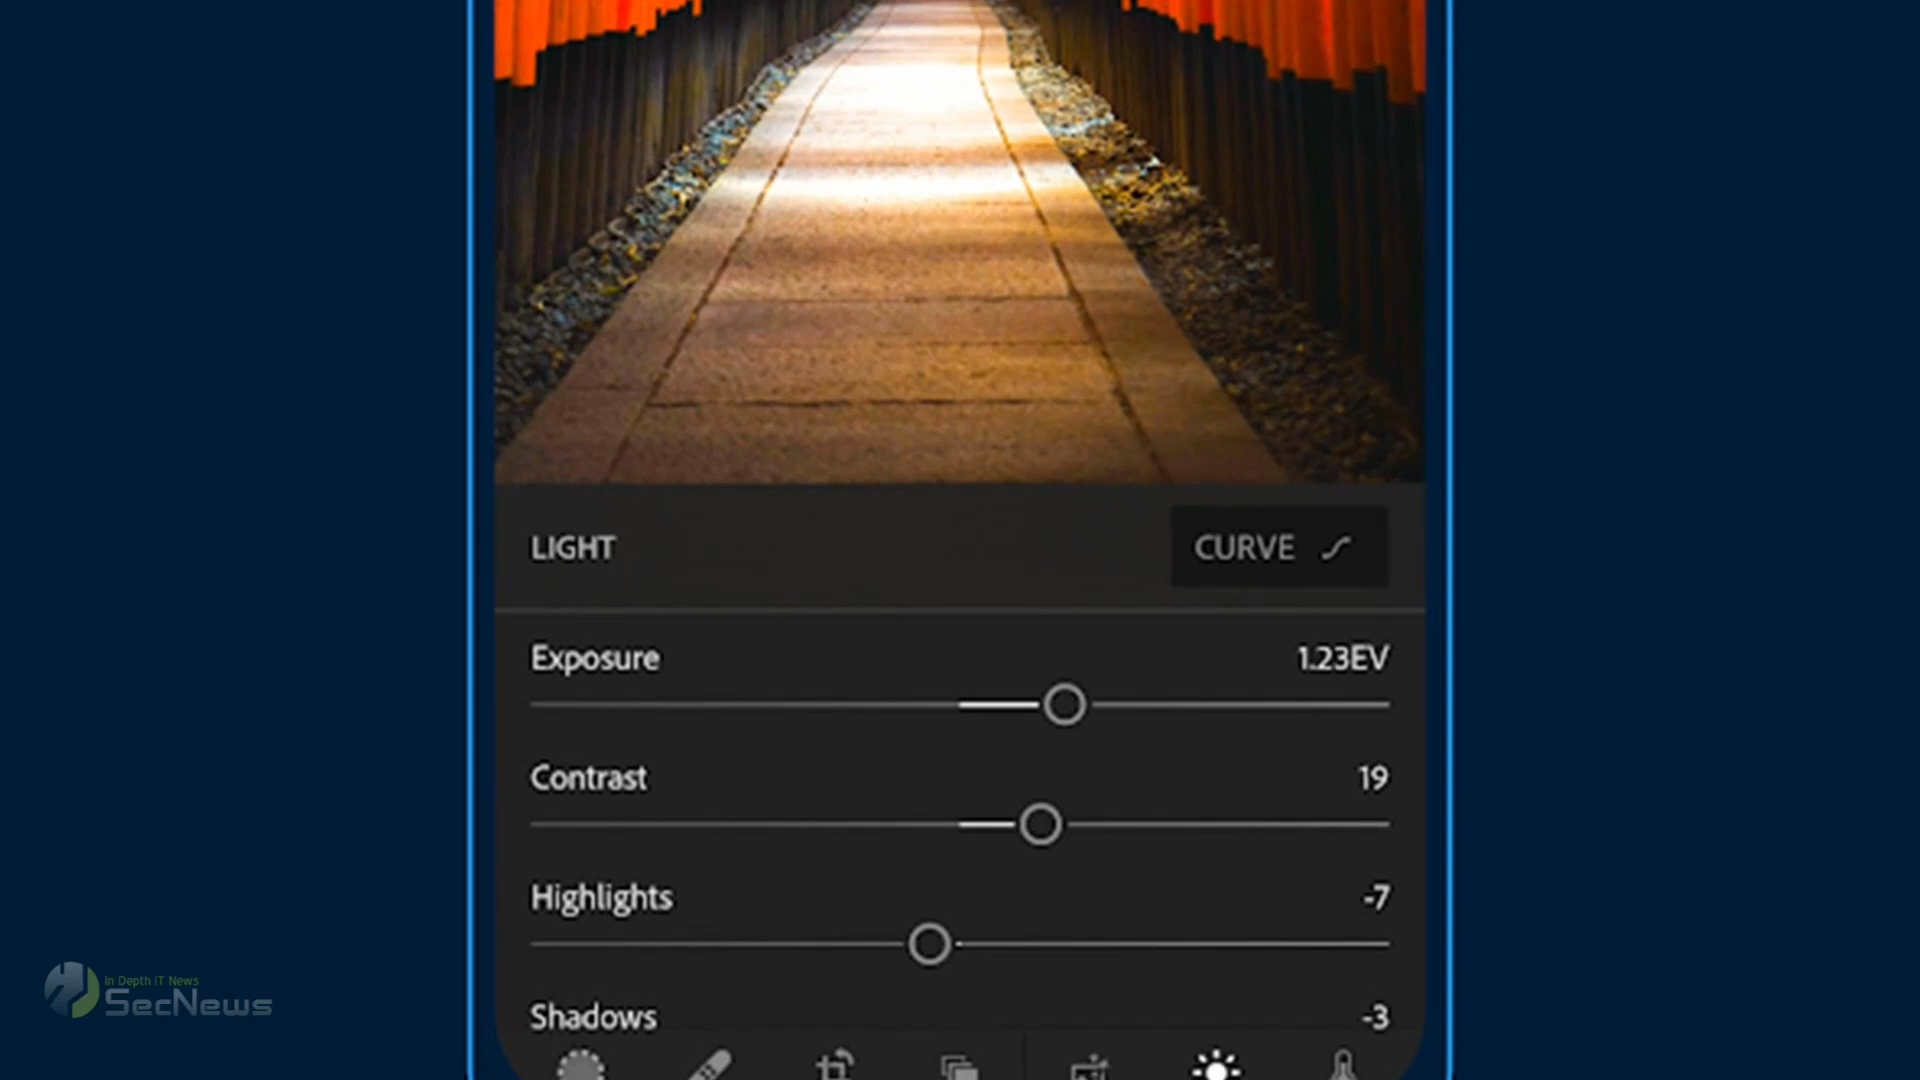 LIGHT
CURVE
Exposure
1.23EV
Contrast
19
Highlights
-7
Shadows
-3
In Depth IT News
SecNews